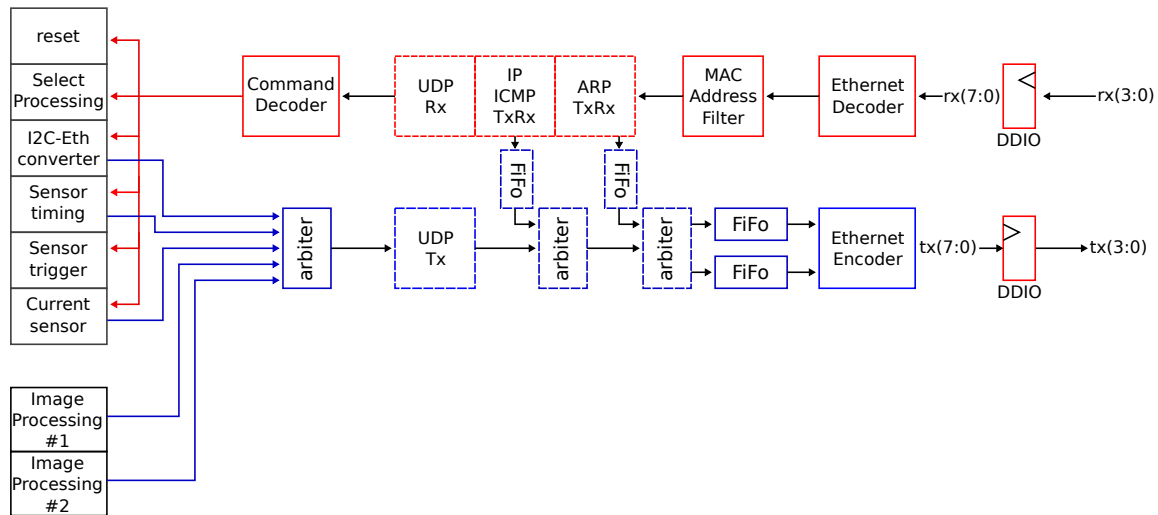 reset
Select
Processing
I2C-Eth
converter
Sensor
timing
Sensor
trigger
Current
sensor
Image
Processing
#1
Image
Processing
#2
Command
Decoder
UDP
Rx
IP
ICMP
TxRx
ARP
TxRx
MAC
Address
Filter
Ethernet
Decoder
rx(7:0)
DDIO
rx(3:0)
FiFo
FiFo
arbiter
UDP
Tx
arbiter
arbiter
FiFo
FiFo
Ethernet
Encoder
tx(7:0)
DDIO
tx(3:0)